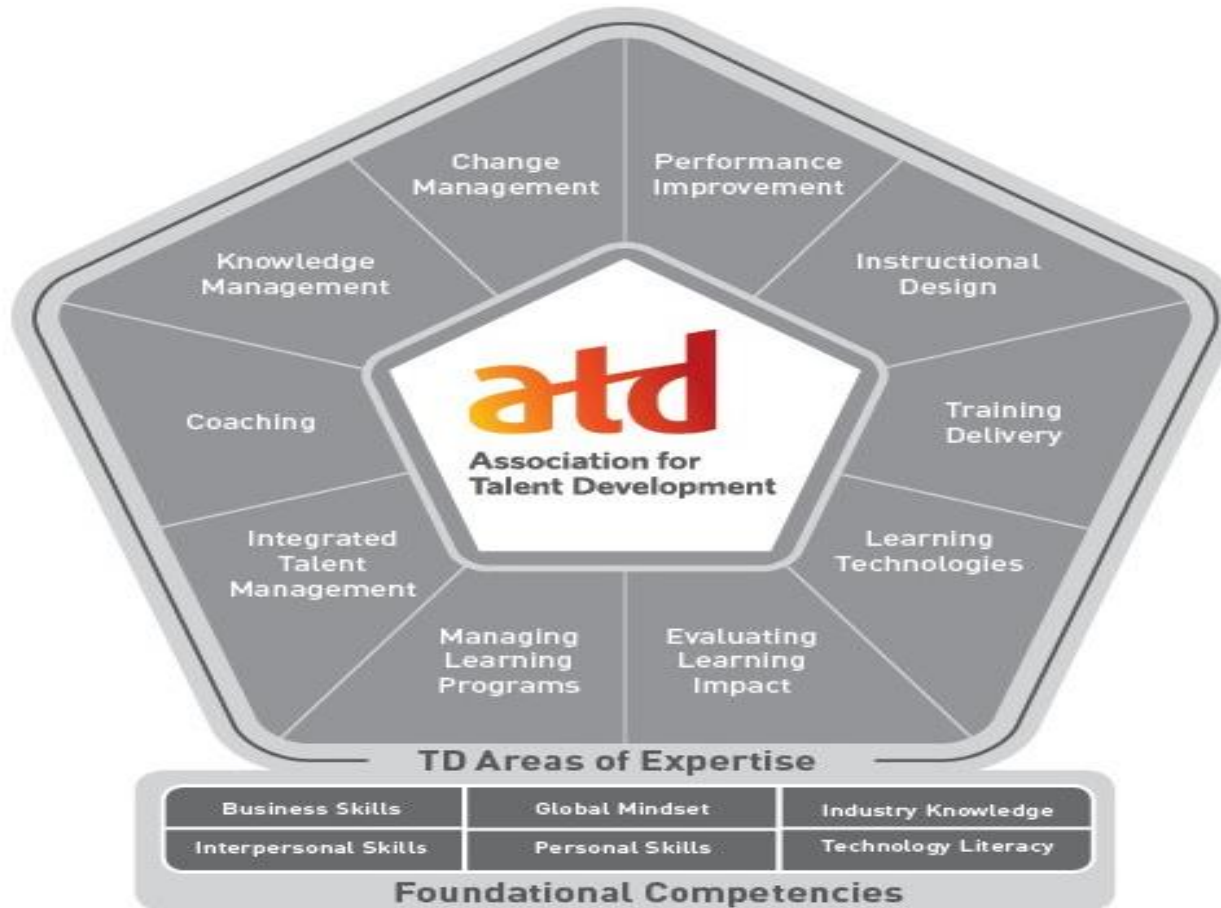 Change
Management
Performance
Improvement
Knowledge
Management
Instructional
Design
Coaching
atd
Association for
Talent Development
Training
Delivery
Integrated
Talent
Management
Learning
Technologies
Managing
Learning
Programs
Evaluating
Learning
Impact
TD Areas of Expertise
Business Skills
Global Mindset
Industry Knowledge
Interpersonal Skills
Personal Skills
Technology Literacy
Foundational Competencies